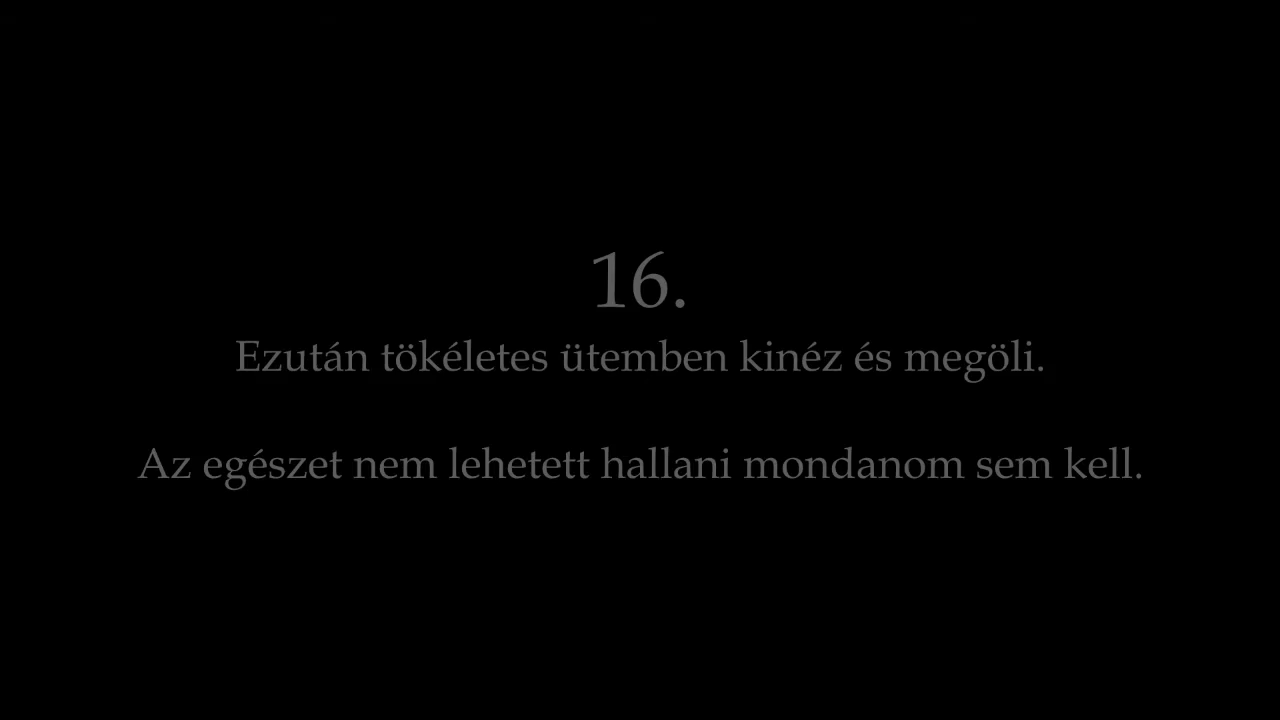 16.
Ezután tökéletes ütemben kinéz és megöli.
Az egészet nem lehetett hallani mondanom sem kell.